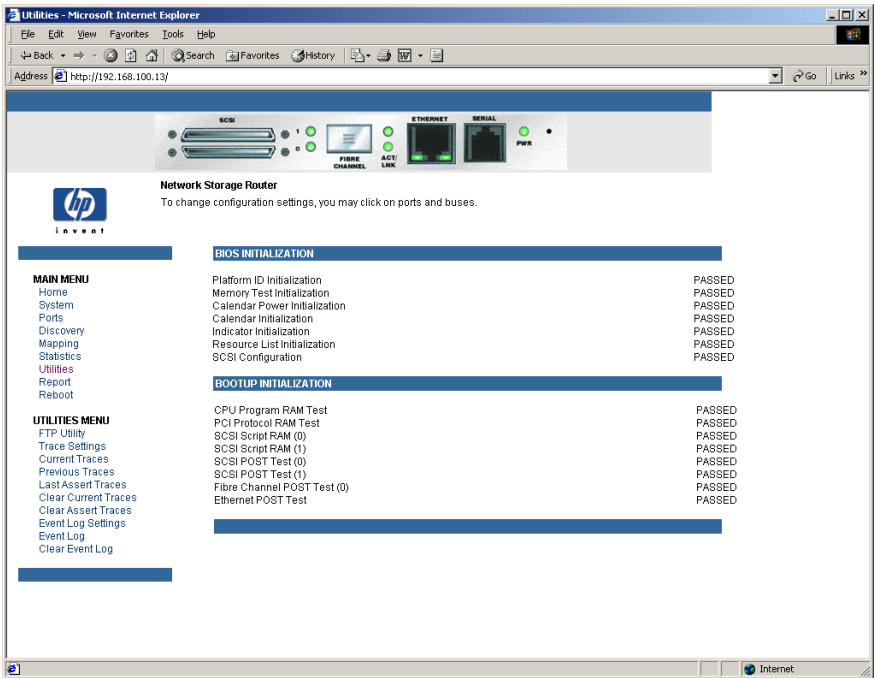 Utilities - Microsoft Internet Explorer
File Edit View Favorites Tools Help
Back Search Favorites History
Address http://192.168.100.13/ Go Links »
SCSI 1 0 FIBRE CHANNEL ACT/ LNK ETHERNET SERIAL PWR
hp
invent
Network Storage Router
To change configuration settings, you may click on ports and buses.
MAIN MENU
Home
System
Ports
Discovery
Mapping
Statistics
Utilities
Report
Reboot
UTILITIES MENU
FTP Utility
Trace Settings
Current Traces
Previous Traces
Last Assert Traces
Clear Current Traces
Clear Assert Traces
Event Log Settings
Event Log
Clear Event Log
BIOS INITIALIZATION
Platform ID Initialization PASSED
Memory Test Initialization PASSED
Calendar Power Initialization PASSED
Calendar Initialization PASSED
Indicator Initialization PASSED
Resource List Initialization PASSED
SCSI Configuration PASSED
BOOTUP INITIALIZATION
CPU Program RAM Test PASSED
PCI Protocol RAM Test PASSED
SCSI Script RAM (0) PASSED
SCSI Script RAM (1) PASSED
SCSI POST Test (0) PASSED
SCSI POST Test (1) PASSED
Fibre Channel POST Test (0) PASSED
Ethernet POST Test PASSED
Internet